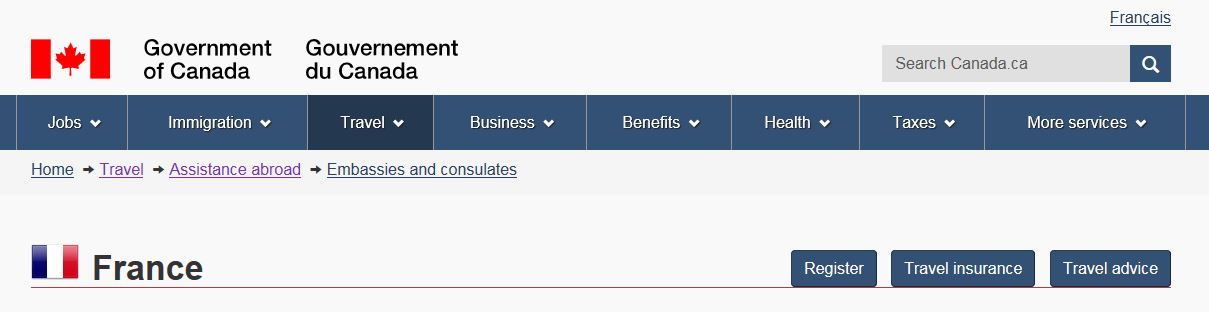 Français
Government of Canada
Gouvernement du Canada
Search Canada.ca
Jobs Immigration Travel Business Benefits Health Taxes More services
Home Travel Assistance abroad Embassies and consulates
France Register Travel insurance Travel advice